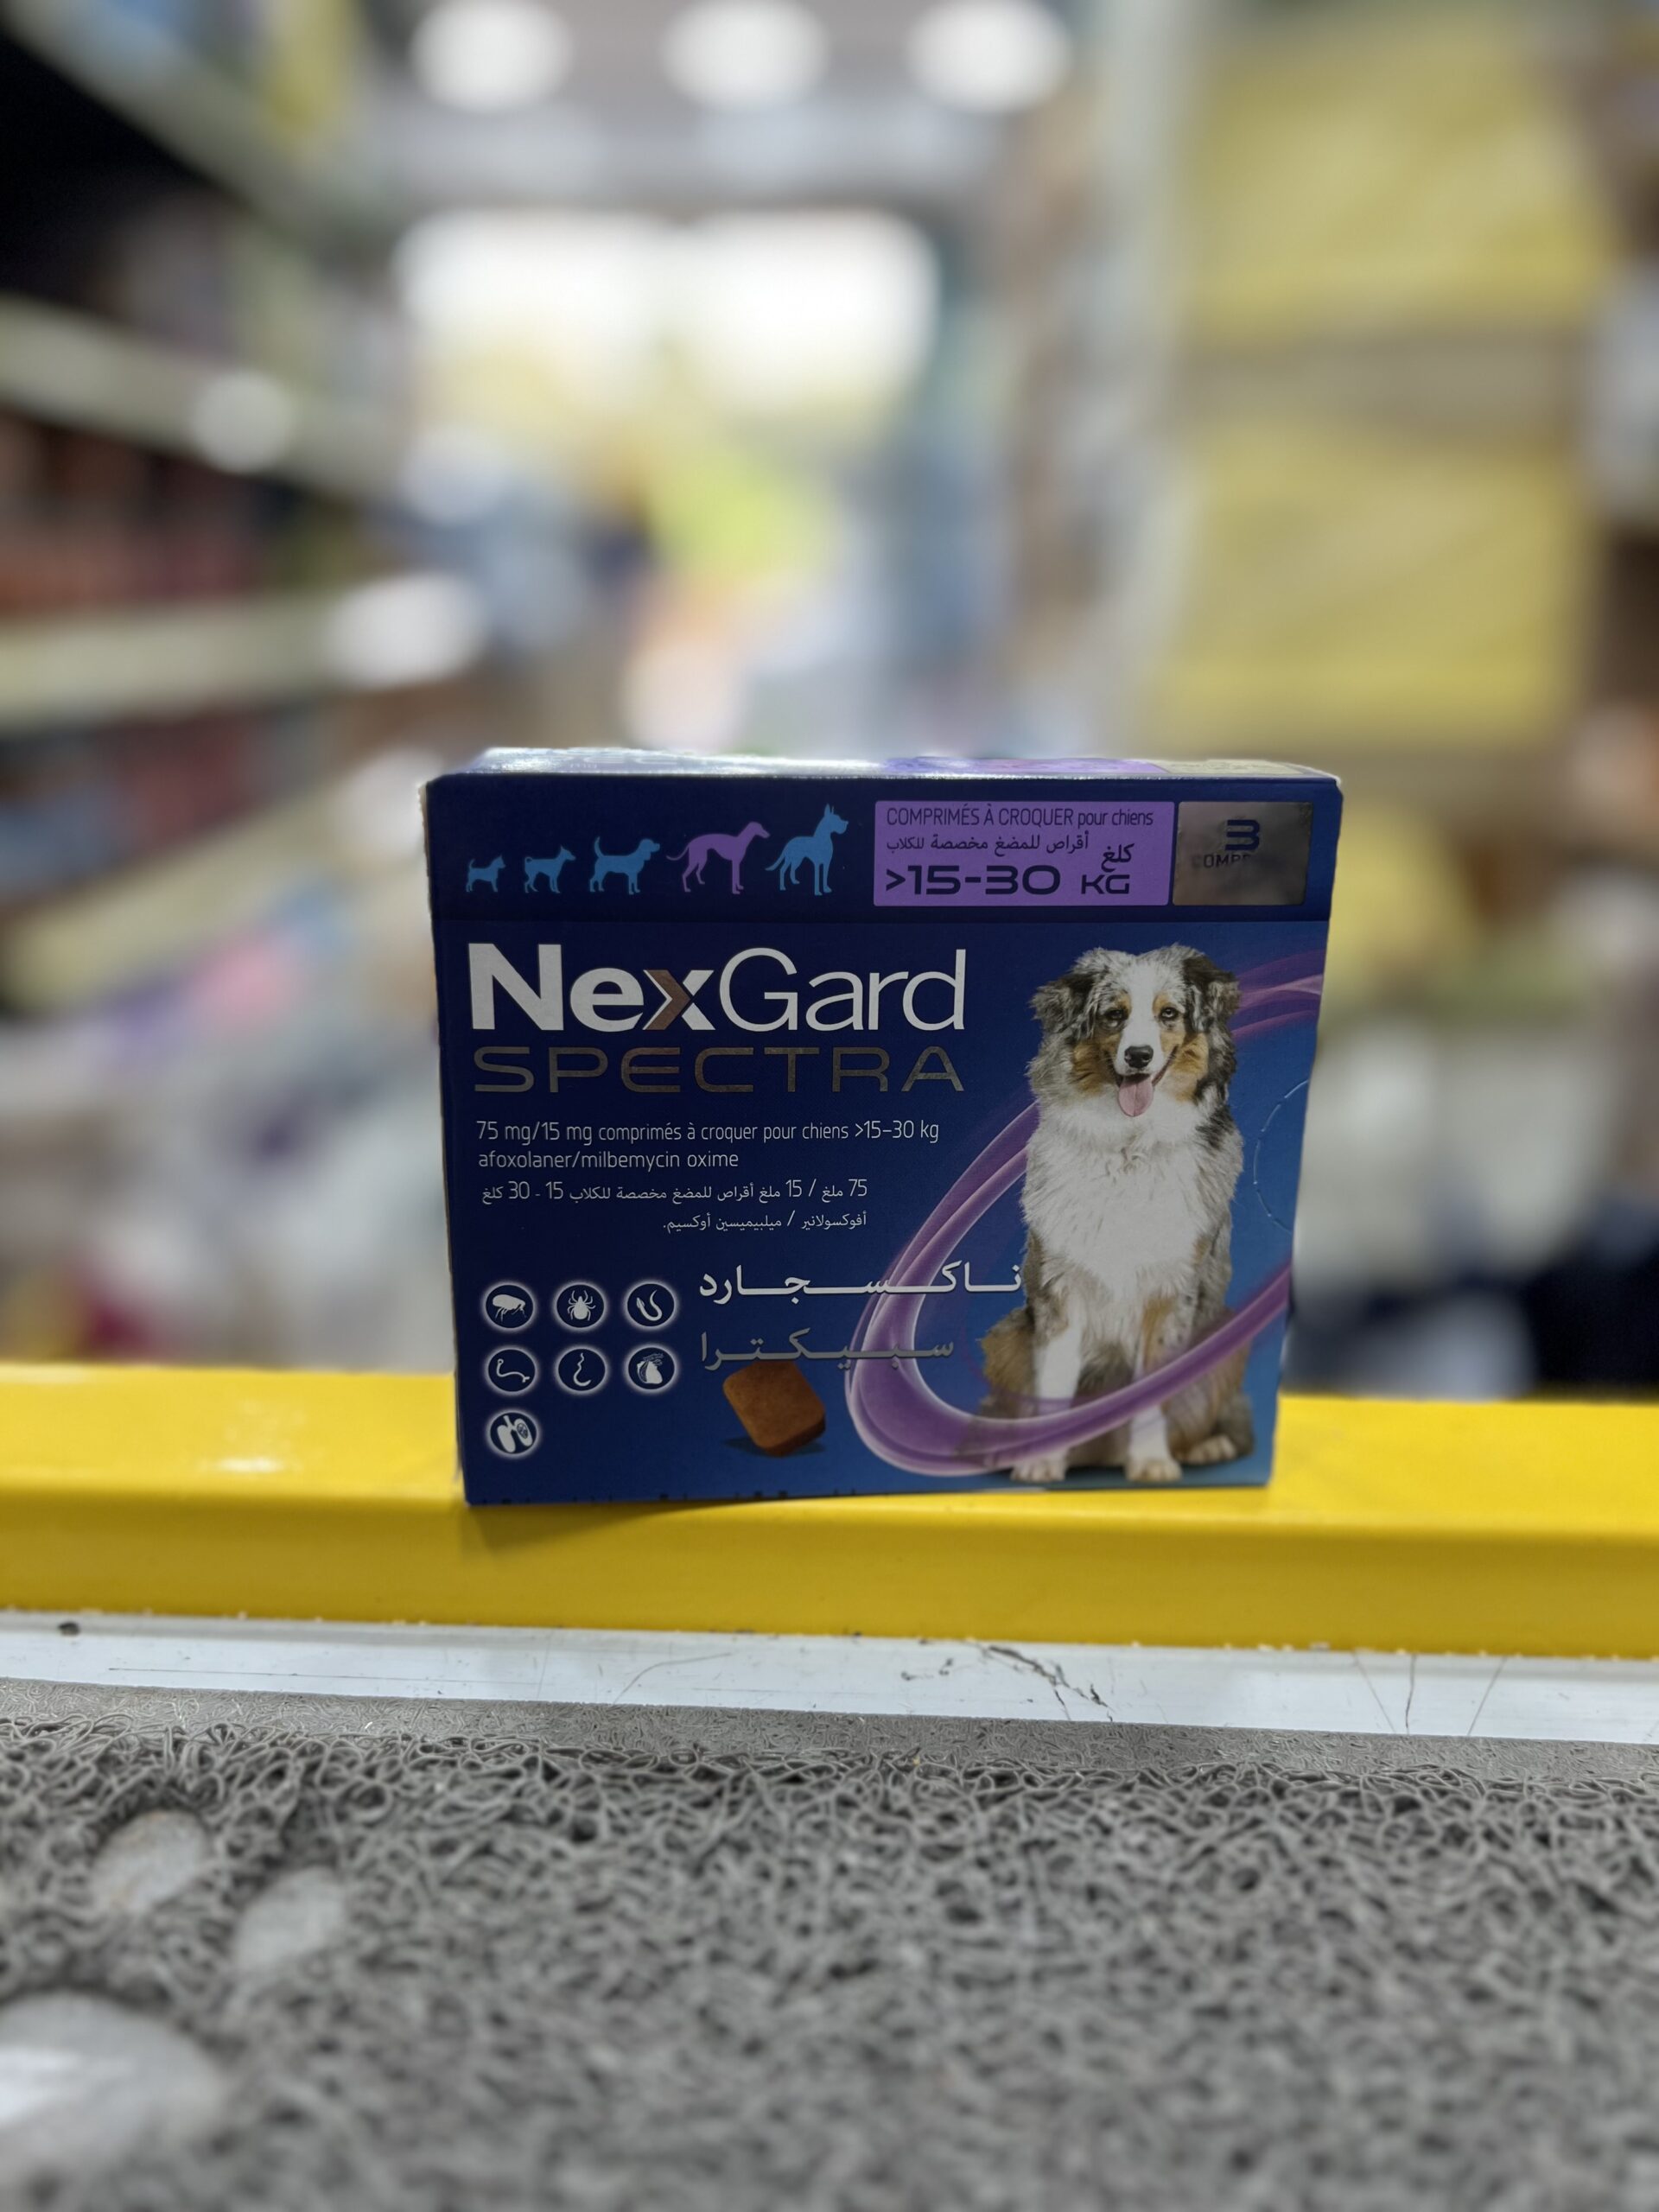 COMPRIMÉS À CROQUER pour chiens
أقراص للمضغ مخصصة للكلاب
كلغ
>15-30 KG
3
NexGard
SPECTRA
75 mg/15 mg comprimés à croquer pour chiens >15–30 kg
afoxolaner/milbemycin oxime
75 ملغ / 15 ملغ أقراص للمضغ مخصصة للكلاب 15 - 30 كلغ
أفوكسولانير / ميلبيميسين أوكسيم.
ناكسجارد
سبيكترا